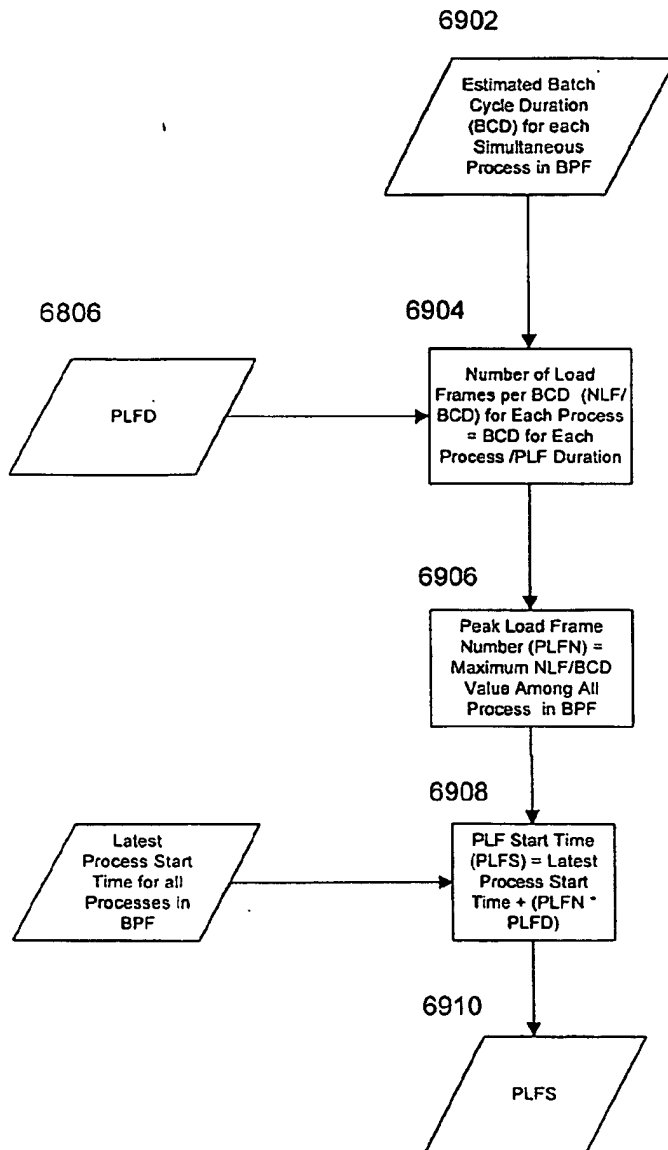 6902
Estimated Batch
Cycle Duration
(BCD) for each
Simultaneous
Process in BPF
6806
6904
PLFD
Number of Load
Frames per BCD (NLF/
BCD) for Each Process
= BCD for Each
Process /PLF Duration
6906
Peak Load Frame
Number (PLFN) =
Maximum NLF/BCD
Value Among All
Process in BPF
6908
Latest
Process Start
Time for all
Processes in
BPF
PLF Start Time
(PLFS) = Latest
Process Start
Time + (PLFN *
PLFD)
6910
PLFS